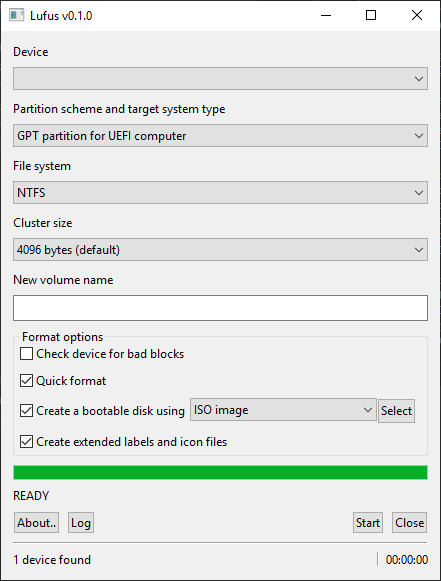 Lufus v0.1.0
Device
Partition scheme and target system type
GPT partition for UEFI computer
File system
NTFS
Cluster size
4096 bytes (default)
New volume name
Format options
Check device for bad blocks
Quick format
Create a bootable disk using ISO image Select
Create extended labels and icon files
READY
About.. Log Start Close
1 device found 00:00:00